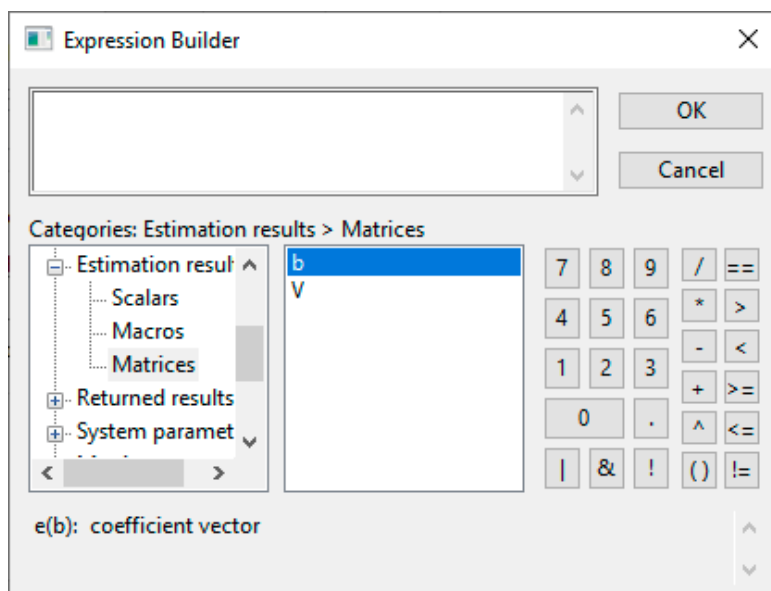 Expression Builder
OK
Cancel
Categories: Estimation results > Matrices
Estimation resul
Scalars
Macros
Matrices
Returned results
System paramet
b
V
7 8 9 / ==
4 5 6 * >
1 2 3 - <
+ >=
0 . ^ <=
| & ! () !=
e(b): coefficient vector